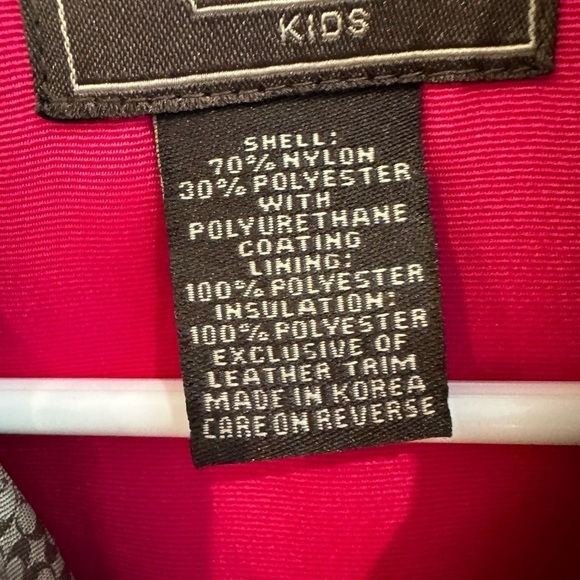 KIDS
SHELL:
70% NYLON
30% POLYESTER
WITH
POLYURETHANE
COATING
LINING:
100% POLYESTER
INSULATION:
100% POLYESTER
EXCLUSIVE OF
LEATHER TRIM
MADE IN KOREA
CARE ON REVERSE